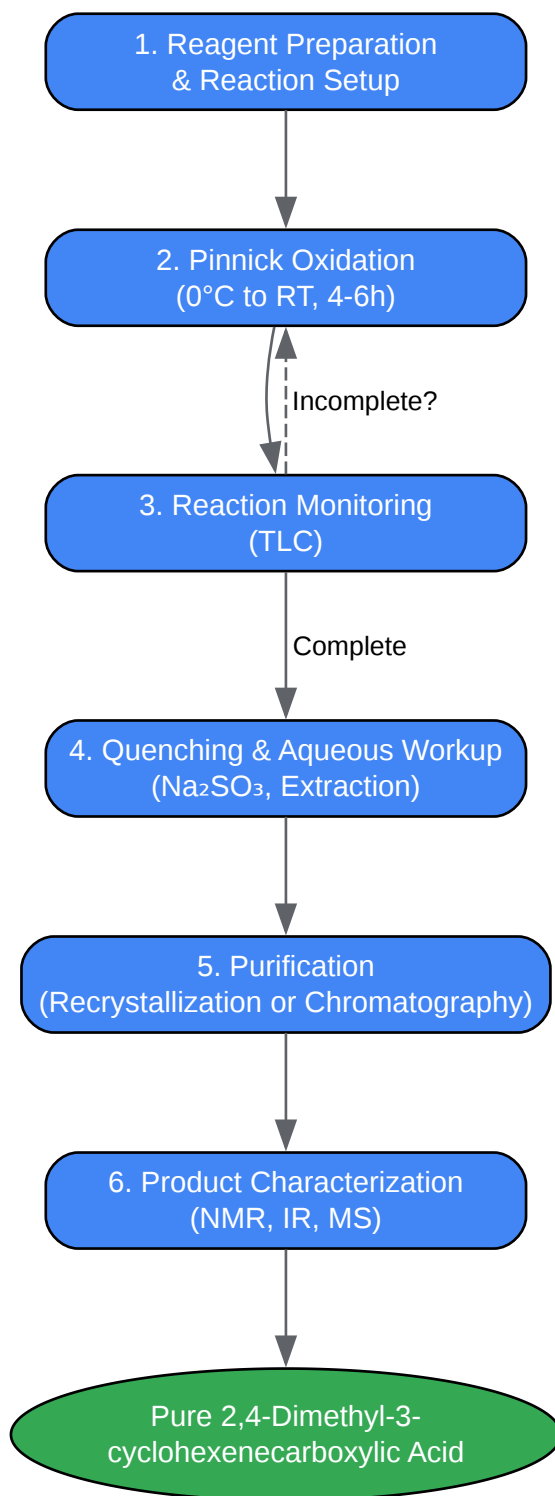 1. Reagent Preparation
& Reaction Setup
2. Pinnick Oxidation
(0°C to RT, 4-6h)
Incomplete?
3. Reaction Monitoring
(TLC)
Complete
4. Quenching & Aqueous Workup
(Na₂SO₃, Extraction)
5. Purification
(Recrystallization or Chromatography)
6. Product Characterization
(NMR, IR, MS)
Pure 2,4-Dimethyl-3-
cyclohexenecarboxylic Acid